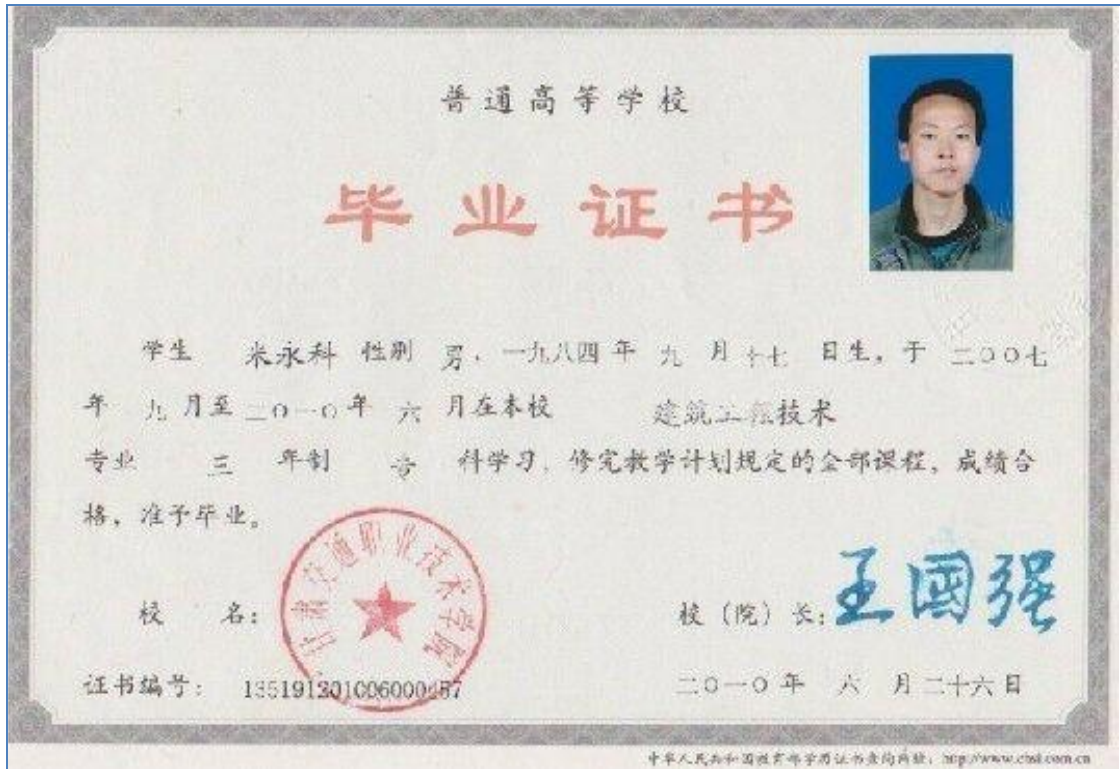 普通高等学校
毕业证书
学生 米永科 性别 男，一九八四年 九 月十七 日生，于 二〇〇七
年 九 月至二〇一〇年 六 月在本校 建筑工程技术
专业 三 年制 专 科学习，修完教学计划规定的全部课程，成绩合
格，准予毕业。
甘肃交通职业技术学院
校 名：
校（院）长：王國强
证书编号：
二〇一〇年 六 月二十六日
中华人民共和国教育部学历证书查询网址：http://www.chsi.com.cn